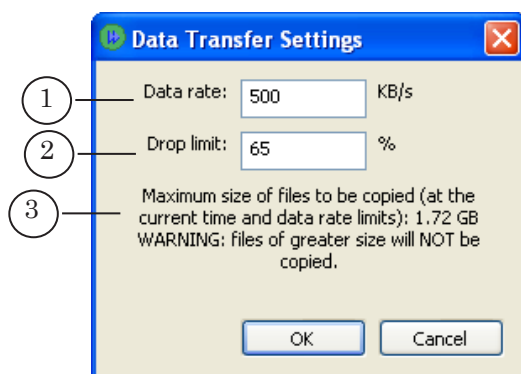 Data Transfer Settings
1
Data rate: 500 KB/s
2
Drop limit: 65 %
3
Maximum size of files to be copied (at the
current time and data rate limits): 1.72 GB
WARNING: files of greater size will NOT be
copied.
OK Cancel